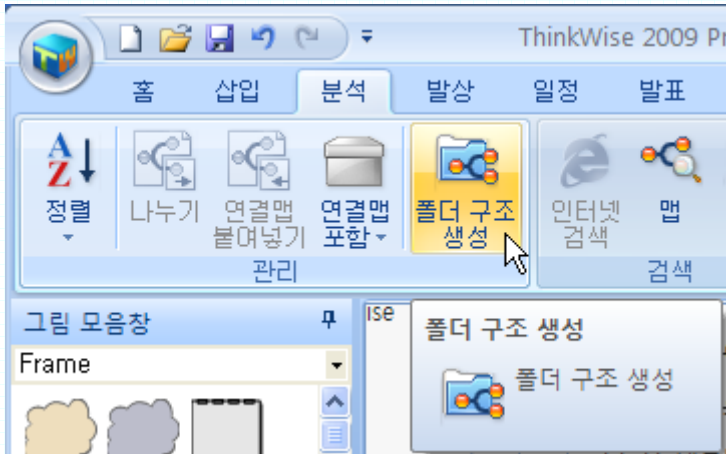 ThinkWise 2009 Pr
홈 삽입 분석 발상 일정 발표
정렬 나누기 연결맵 붙여넣기 연결맵 포함 폴더 구조 생성 인터넷 검색 맵
관리 검색
그림 모음창
ise
Frame
폴더 구조 생성
폴더 구조 생성